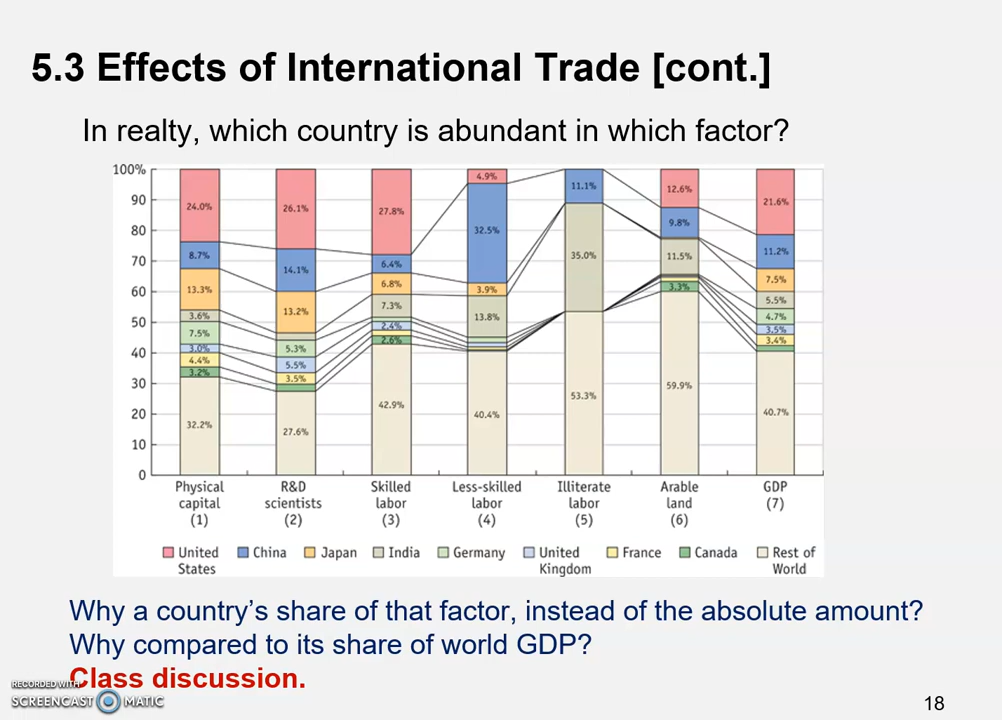 5.3 Effects of International Trade [cont.]
In realty, which country is abundant in which factor?
100%
90
80
70
60
50
40
30
20
10
0
24.0%
8.7%
13.3%
3.6%
7.5%
3.0%
4.4%
3.2%
32.2%
26.1%
14.1%
13.2%
5.3%
5.5%
3.5%
27.6%
27.8%
6.4%
6.8%
7.3%
2.4%
2.6%
42.9%
4.9%
32.5%
3.9%
13.8%
40.4%
11.1%
35.0%
53.3%
12.6%
9.8%
11.5%
3.3%
59.9%
21.6%
11.2%
7.5%
5.5%
4.7%
3.5%
3.4%
40.7%
Physical
capital
(1)
R&D
scientists
(2)
Skilled
labor
(3)
Less-skilled
labor
(4)
Illiterate
labor
(5)
Arable
land
(6)
GDP
(7)
United
States
China
Japan
India
Germany
United
Kingdom
France
Canada
Rest of
World
Why a country's share of that factor, instead of the absolute amount?
Why compared to its share of world GDP?
Class discussion.
RECORDED WITH
SCREENCAST MATIC
18